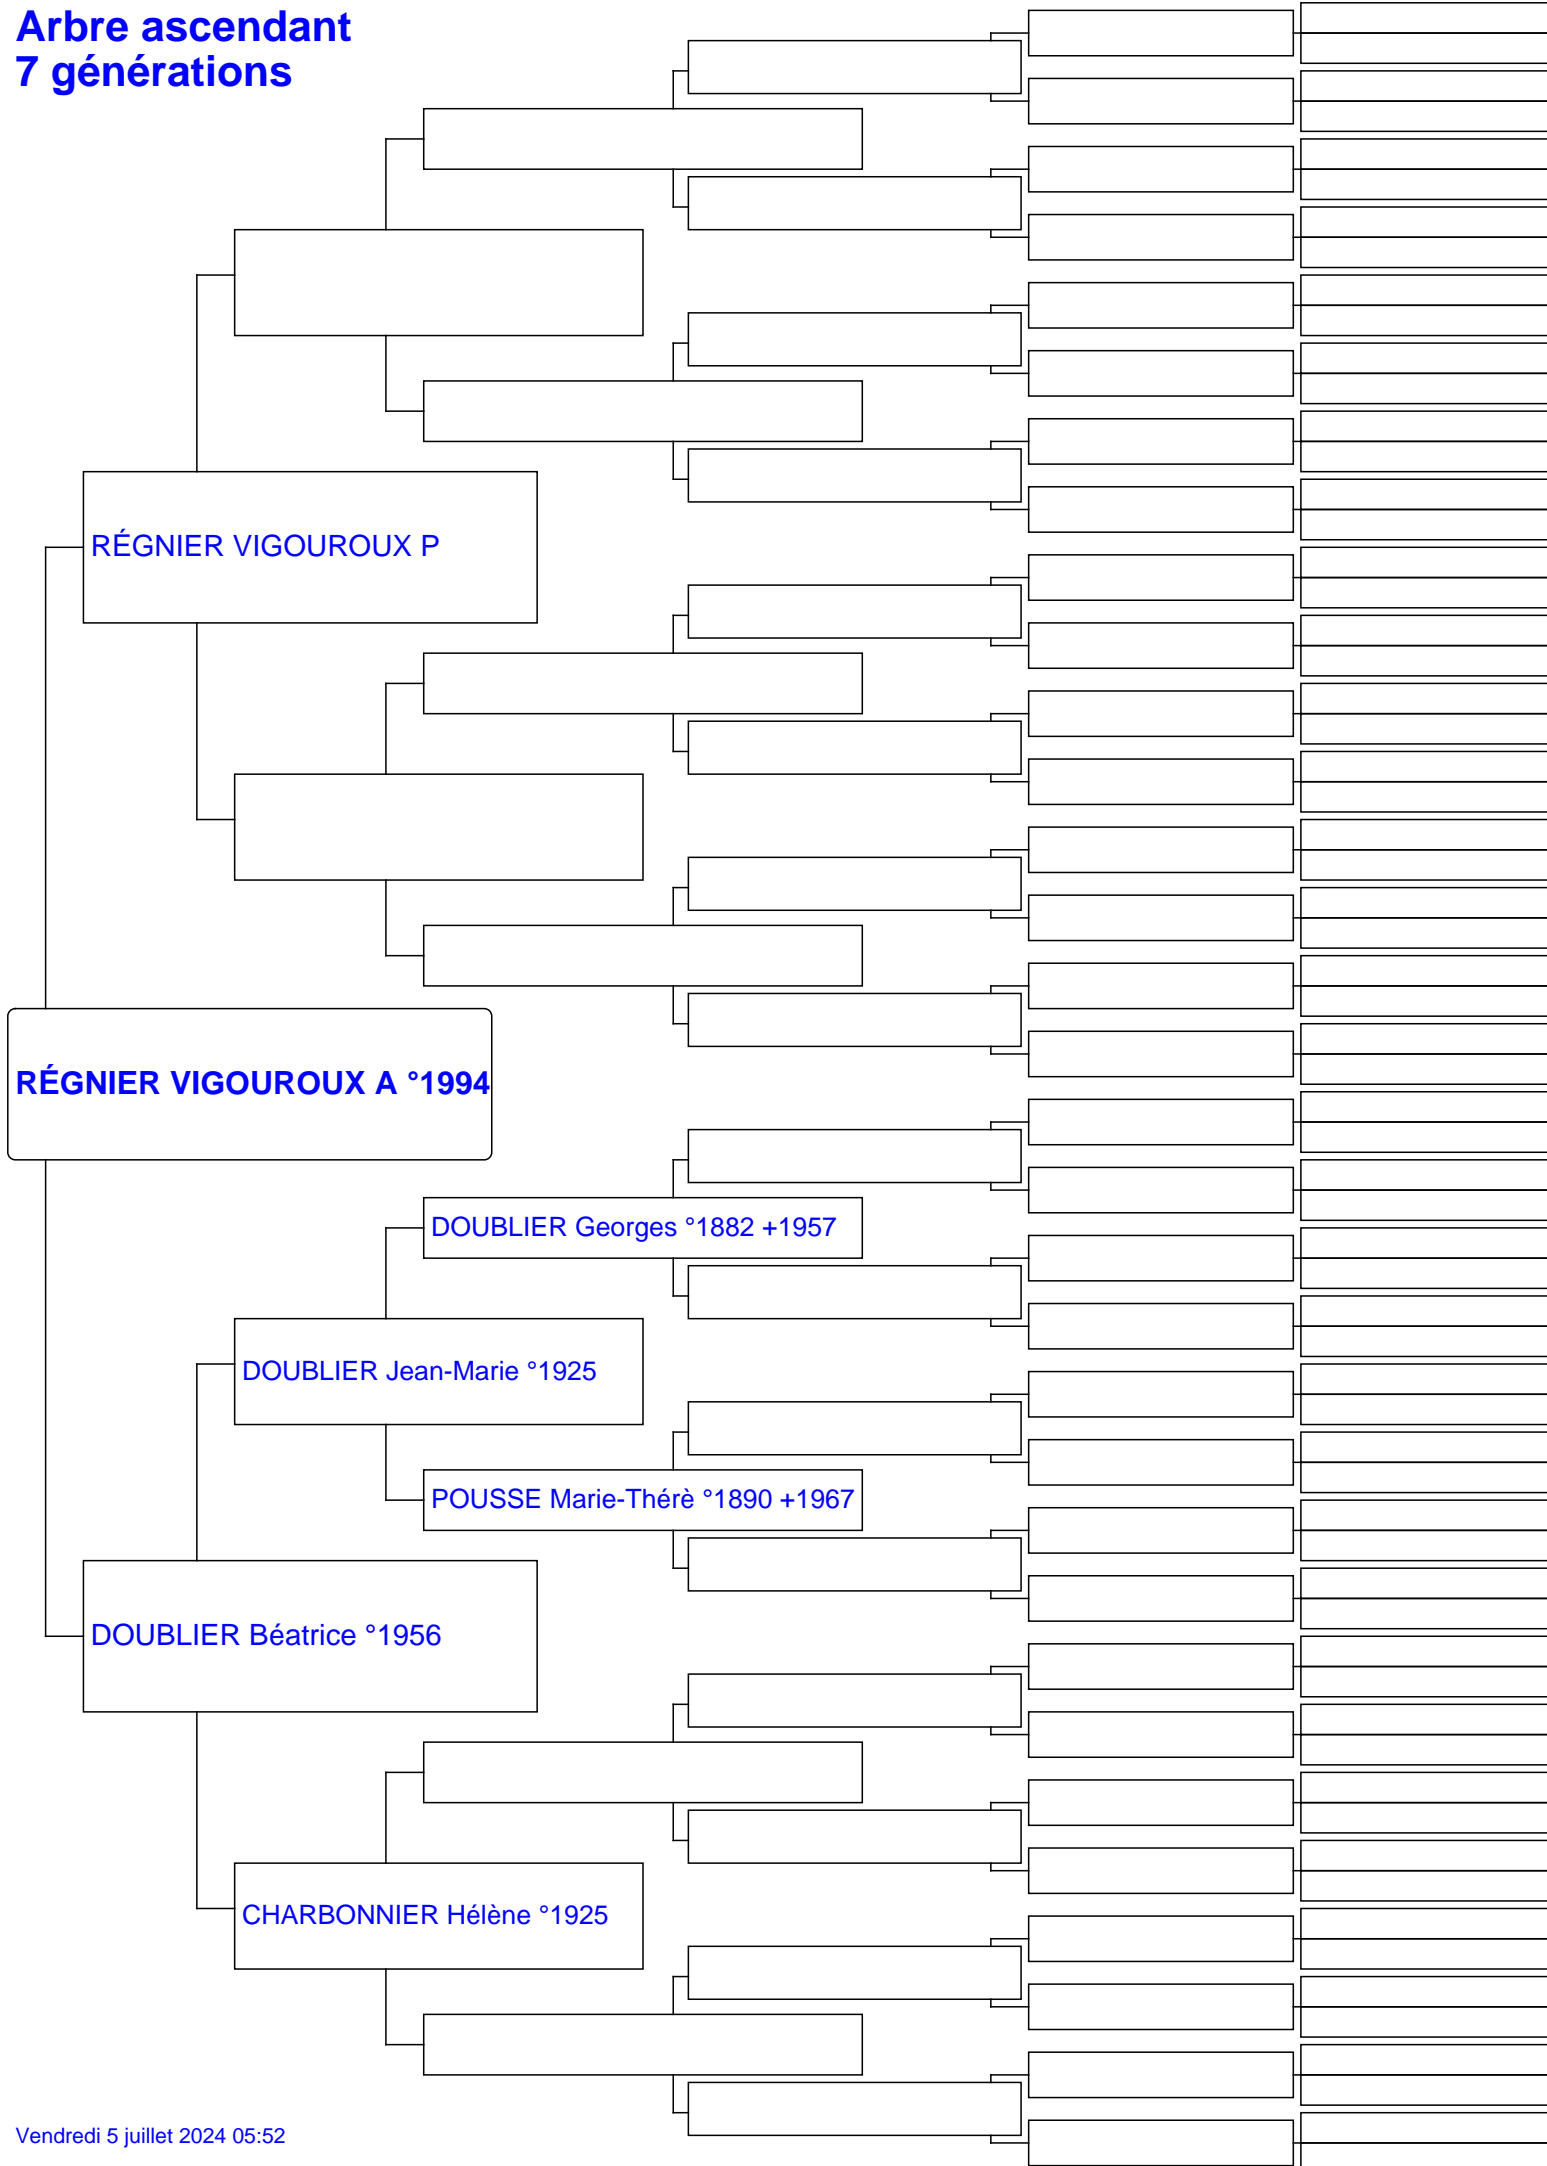 Arbre ascendant
7 générations
RÉGNIER VIGOUROUX P
RÉGNIER VIGOUROUX A °1994
DOUBLIER Georges °1882 +1957
DOUBLIER Jean-Marie °1925
POUSSE Marie-Thérè °1890 +1967
DOUBLIER Béatrice °1956
CHARBONNIER Hélène °1925
Vendredi 5 juillet 2024 05:52